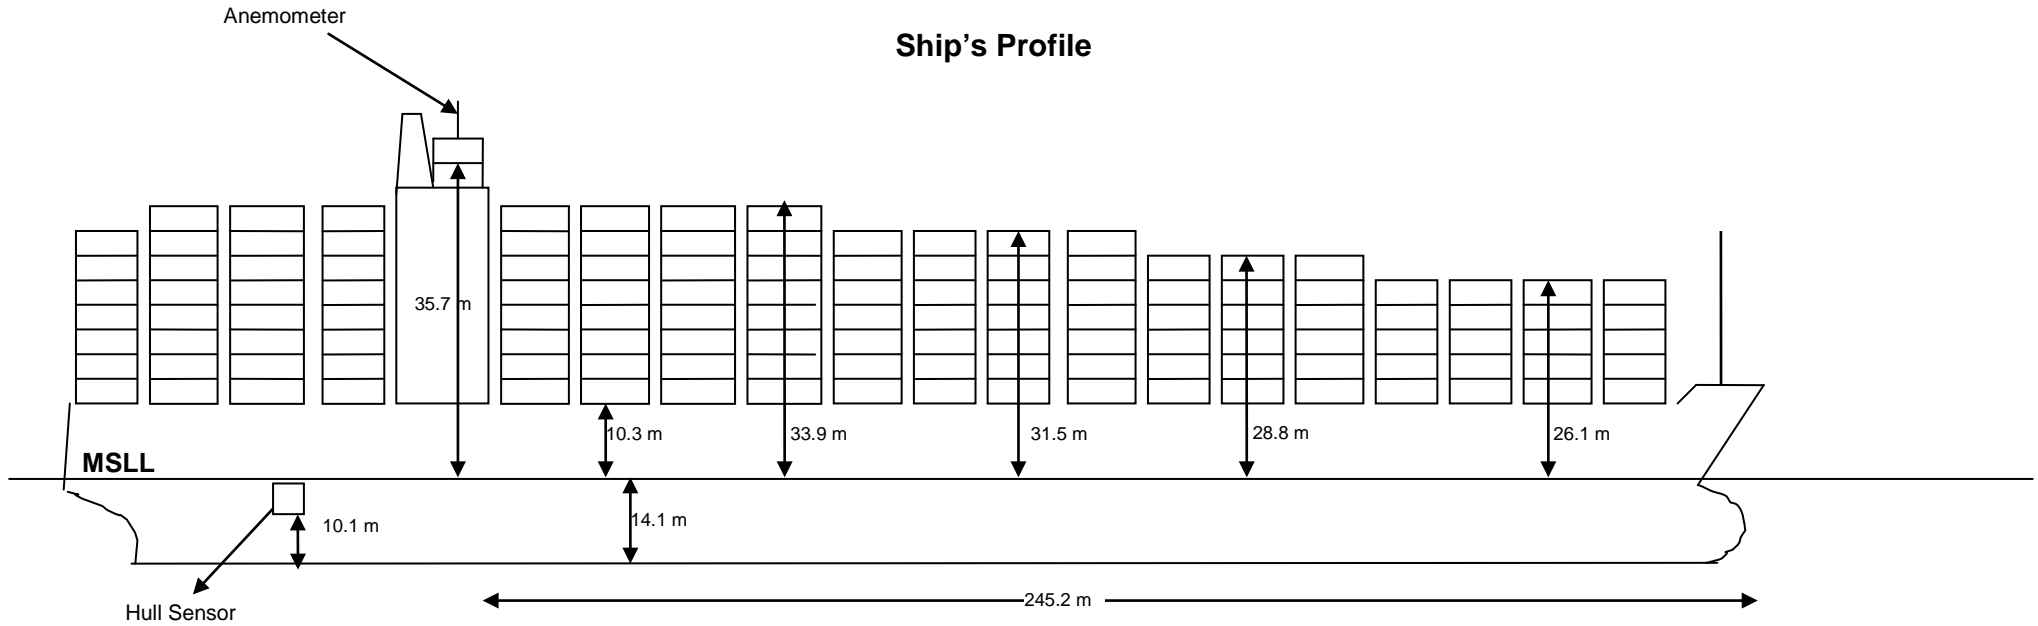 Anemometer
Ship's Profile
35.7 m
10.3 m
33.9 m
31.5 m
28.8 m
26.1 m
MSLL
10.1 m
14.1 m
245.2 m
Hull Sensor